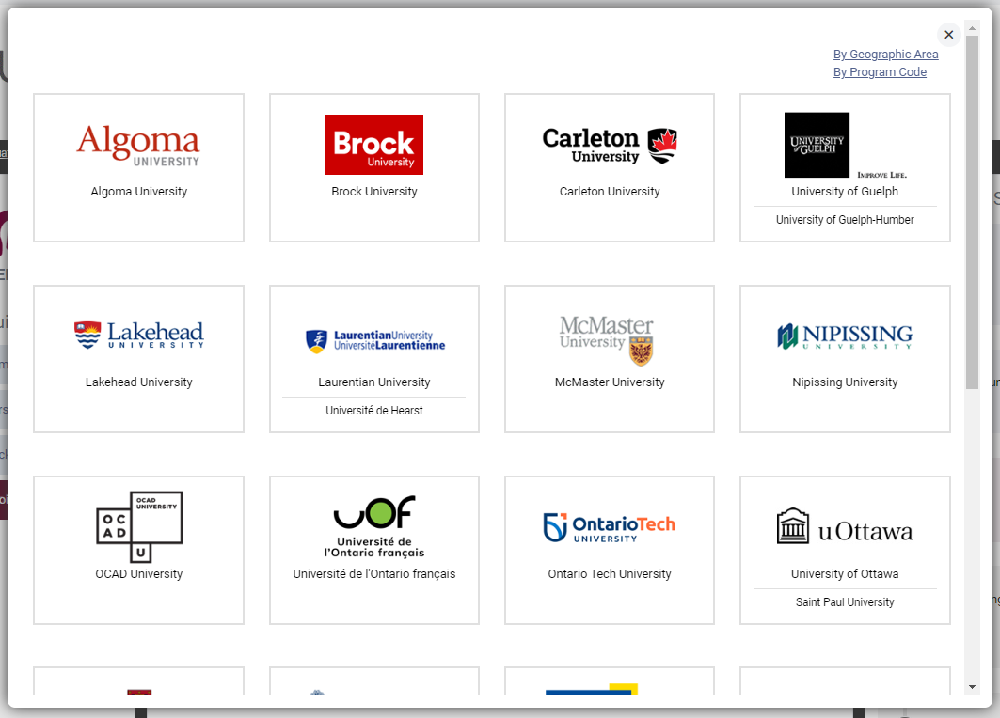 By Geographic Area
By Program Code
Algoma
UNIVERSITY
Algoma University
Brock
University
Brock University
Carleton
University
Carleton University
UNIVERSITY
OF GUELPH
IMPROVE LIFE.
University of Guelph
University of Guelph-Humber
Lakehead
UNIVERSITY
Lakehead University
LaurentianUniversity
UniversitéLaurentienne
Laurentian University
Université de Hearst
McMaster
University
McMaster University
NIPISSING
UNIVERSITY
Nipissing University
OCAD
UNIVERSITY
O C
A D
U
OCAD University
UOF
Université de
l'Ontario français
Université de l'Ontario français
OntarioTech
UNIVERSITY
Ontario Tech University
uOttawa
University of Ottawa
Saint Paul University